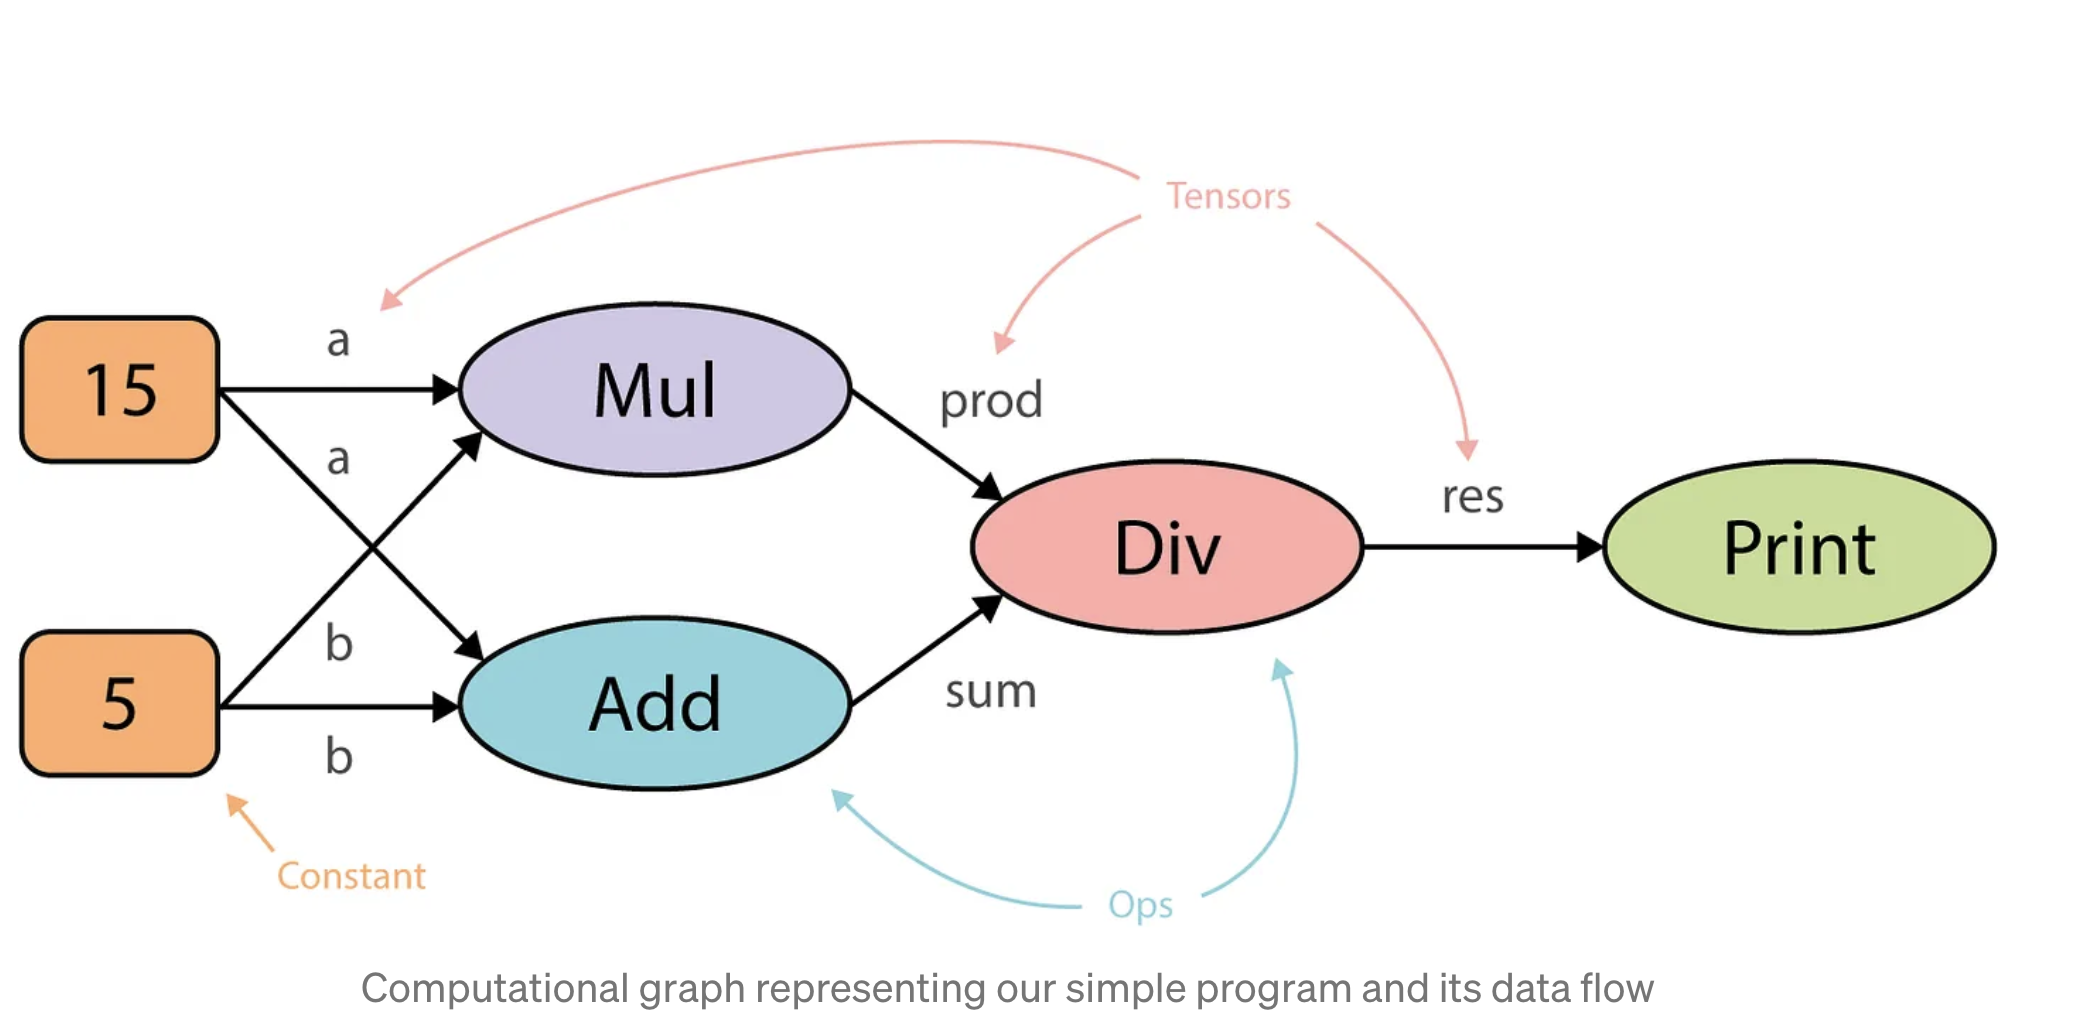 Tensors
15
a
Mul
prod
a
Div
res
Print
5
b
Add
sum
b
Constant
Ops
Computational graph representing our simple program and its data flow